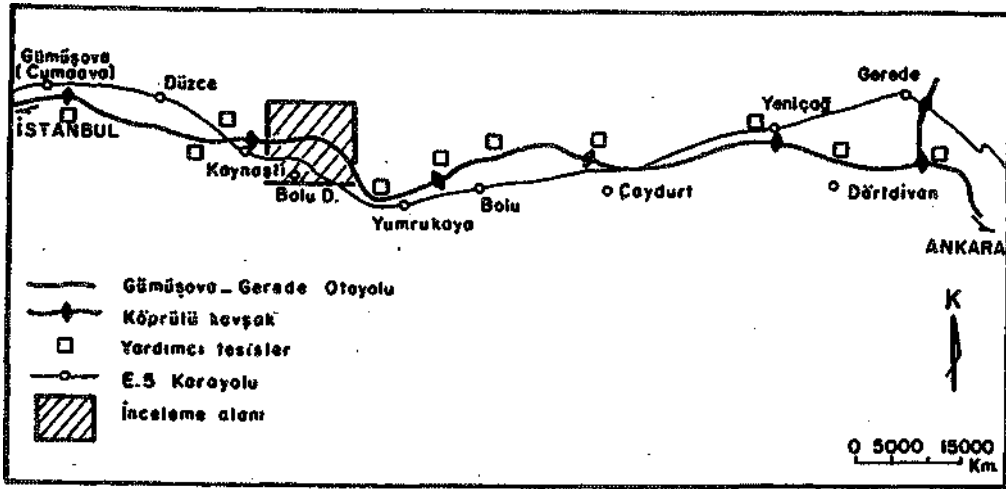 Gümüşova
(Cumaova)
Düzce
Gerede
Yeniçağ
İSTANBUL
Kaynaşlı
Bolu D.
Yumrukaya
Bolu
Çaydurt
Dörtdivan
ANKARA
Gümüşova - Gerade Otoyolu
Köprülü kavşak
Yardımcı tesisler
E.5 Karayolu
İnceleme alanı
K
0 5000 15000
Km.